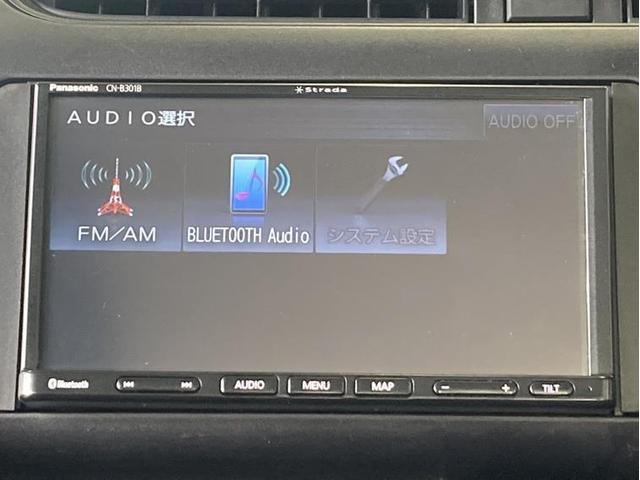 Panasonic CN-B301B Strada
AUDIO選択
AUDIO OFF
FM/AM
BLUETOOTH Audio
システム設定
Bluetooth
AUDIO
MENU
MAP
− +
TILT